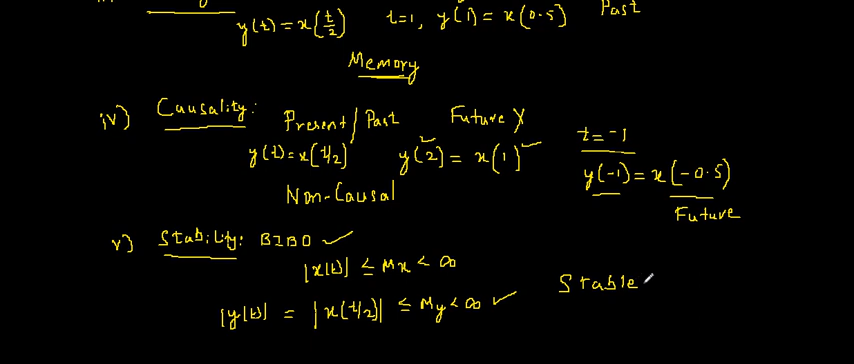 y(t) = x(t/2) t=1, y(1) = x(0.5) Past
Memory
iv) Causality: Present/Past Future X
y(t) = x(t/2) y(2) = x(1)
Non-Causal
t = -1
y(-1) = x(-0.5)
Future
v) Stability: BIBO ✓
|x(t)| ≤ Mx < ∞
|y(t)| = |x(t/2)| ≤ My < ∞ ✓
Stable